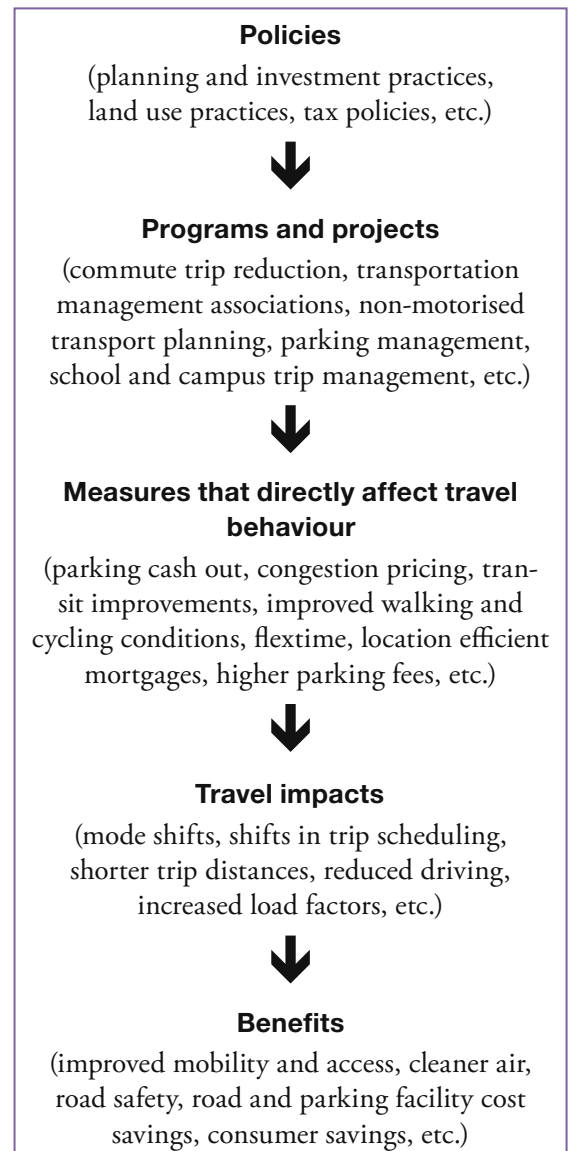 Policies
(planning and investment practices,
land use practices, tax policies, etc.)
Programs and projects
(commute trip reduction, transportation
management associations, non-motorised
transport planning, parking management,
school and campus trip management, etc.)
Measures that directly affect travel
behaviour
(parking cash out, congestion pricing, tran-
sit improvements, improved walking and
cycling conditions, flextime, location efficient
mortgages, higher parking fees, etc.)
Travel impacts
(mode shifts, shifts in trip scheduling,
shorter trip distances, reduced driving,
increased load factors, etc.)
Benefits
(improved mobility and access, cleaner air,
road safety, road and parking facility cost
savings, consumer savings, etc.)